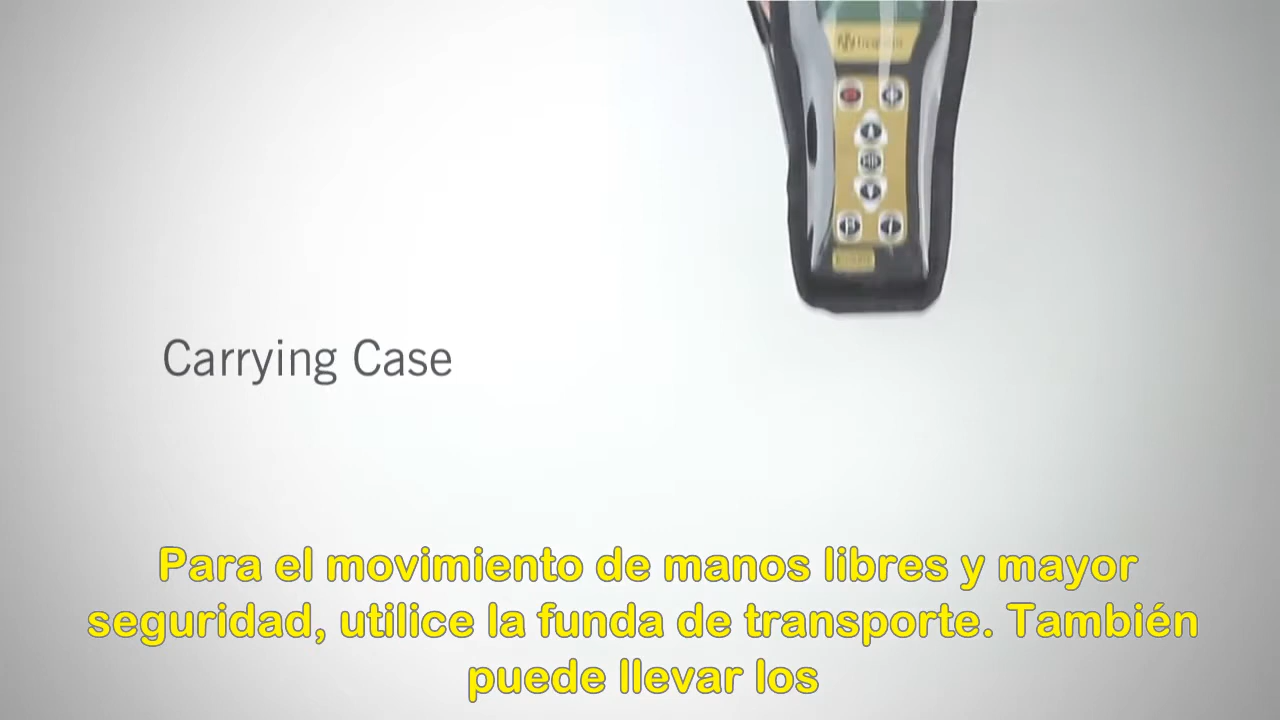 Carrying Case
Para el movimiento de manos libres y mayor
seguridad, utilice la funda de transporte. También
puede llevar los